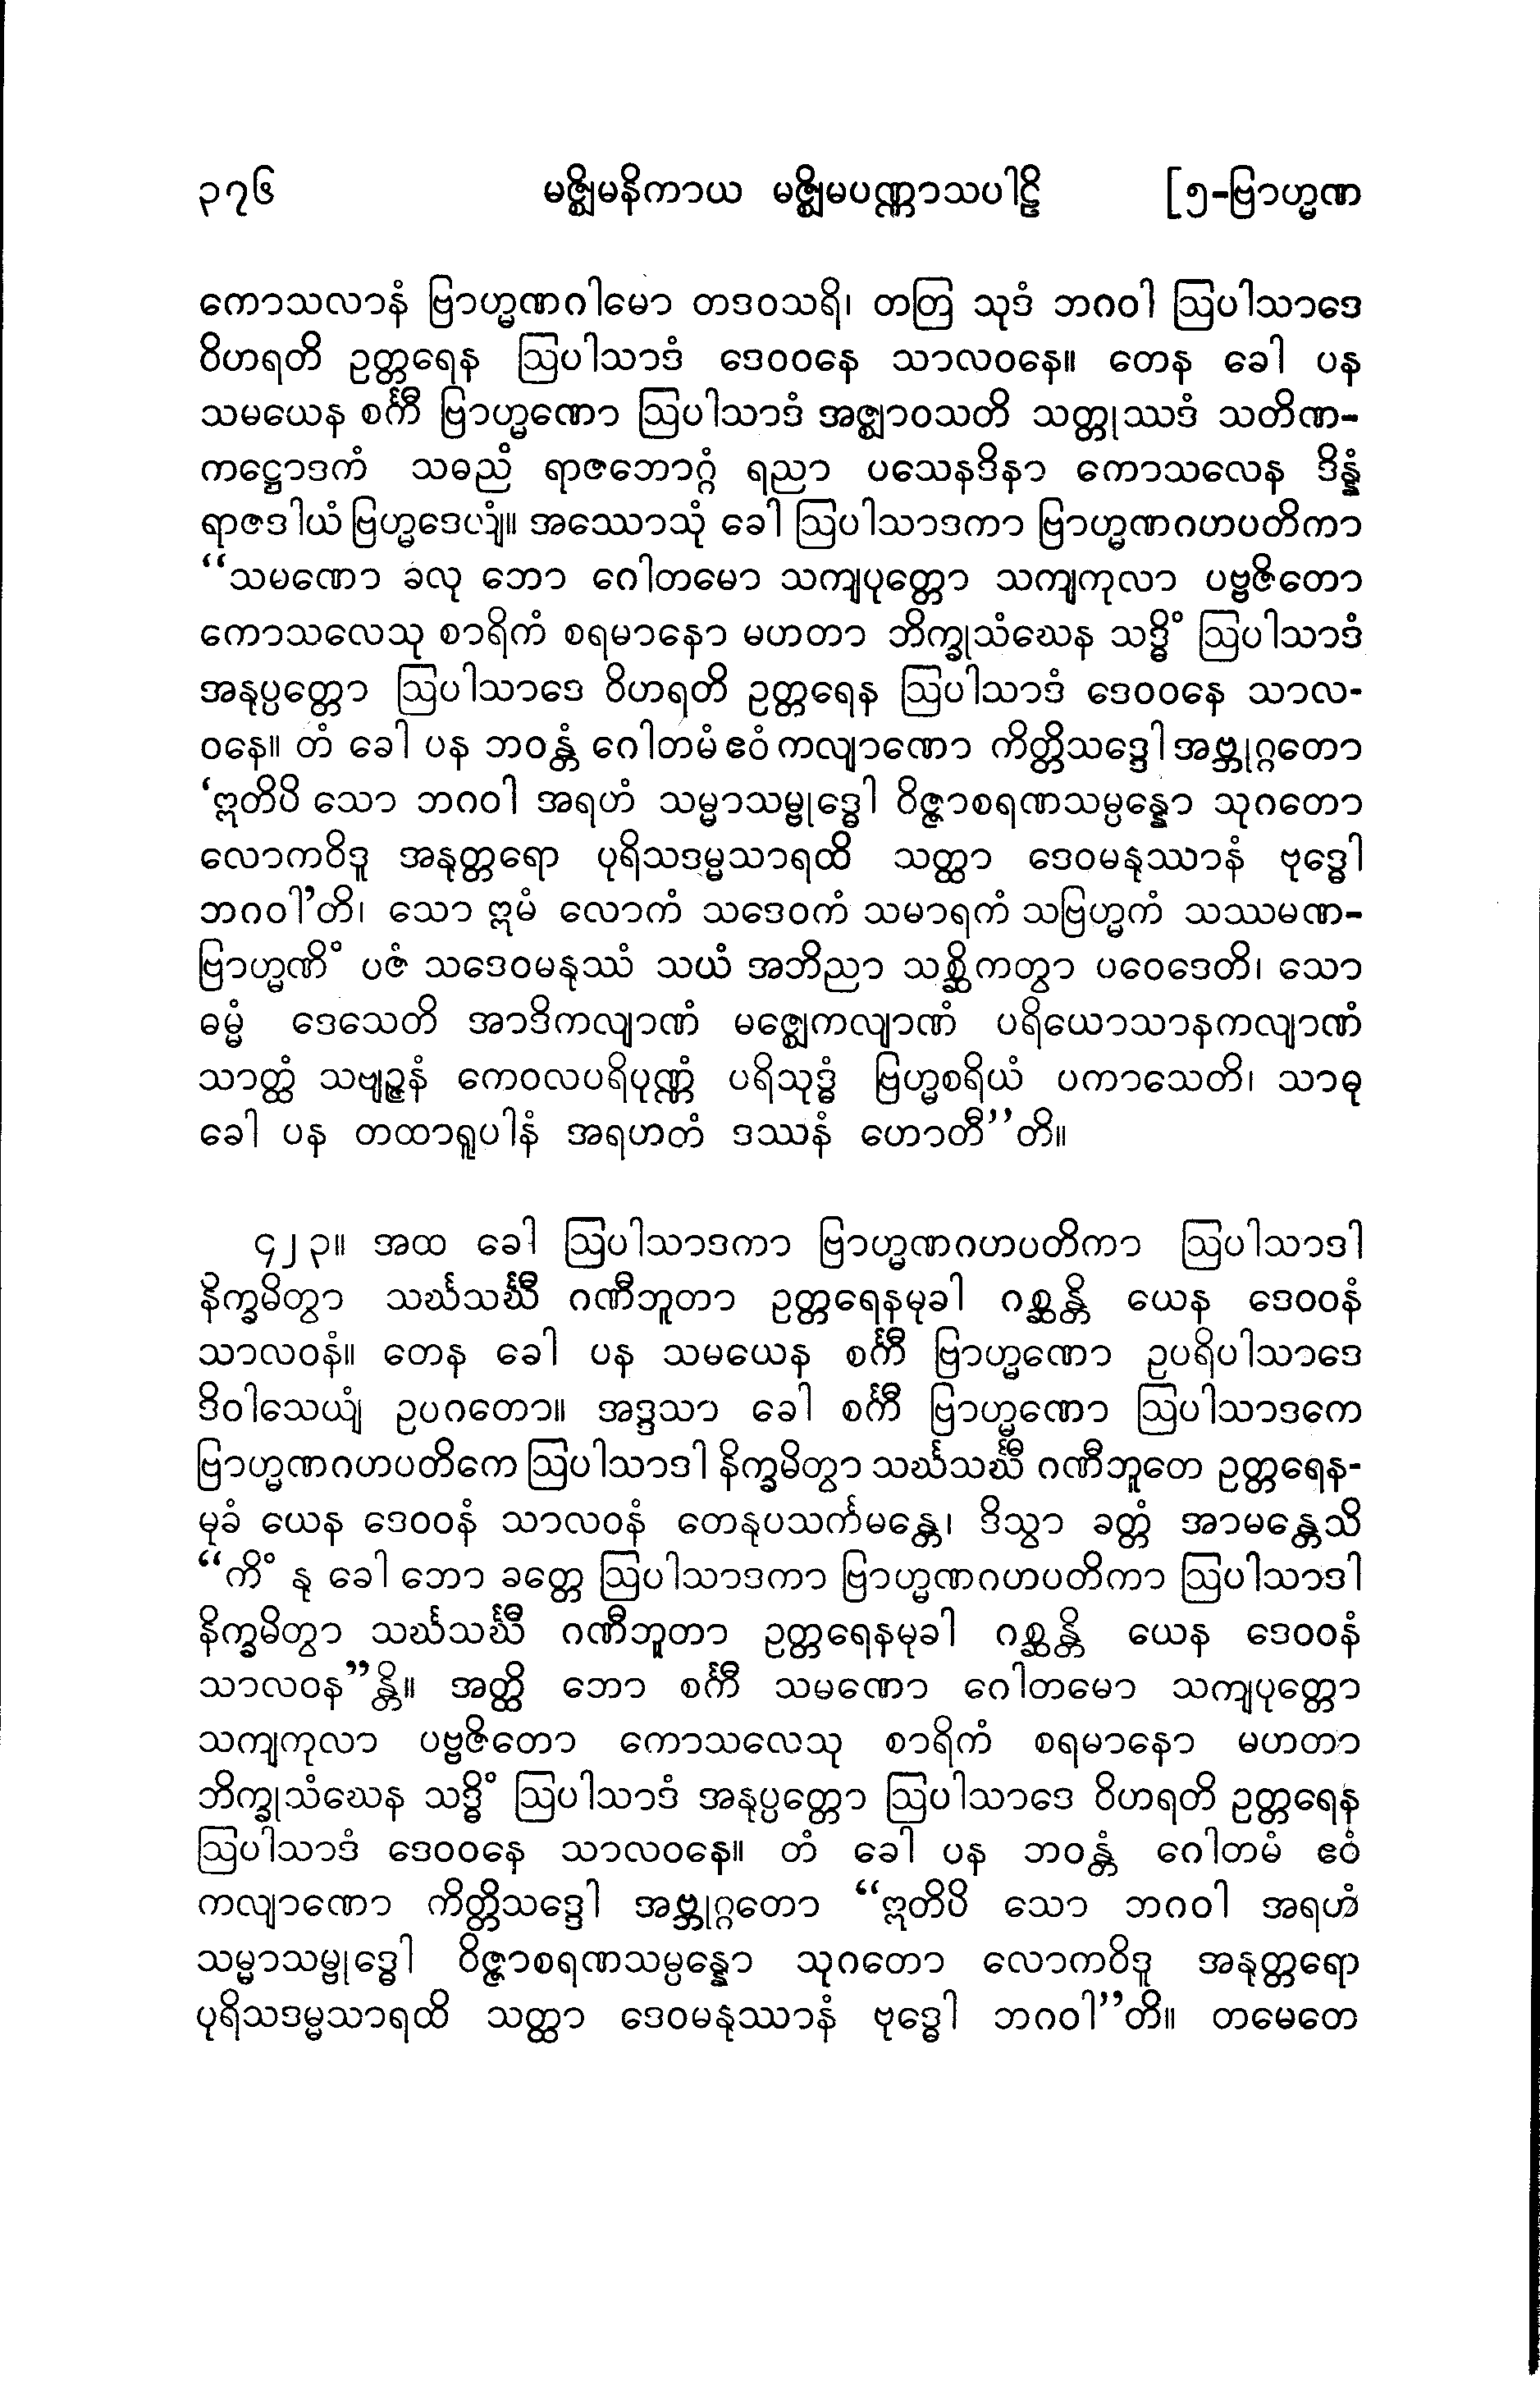 ၃၇၆ မဇ္ဈိမနိကာယ မဇ္ဈိမပဏ္ဏာသပါဠိ [၅-ဗြာဟ္မဏ
ကောသလာနံ ဗြာဟ္မဏဂါမော တဒဝသရိ၊ တတြ သုဒံ ဘဂဝါ ဩပါသာဒေ
ဝိဟရတိ ဥတ္တရေန ဩပါသာဒံ ဒေဝဝနေ သာလဝနေ။ တေန ခေါ ပန
သမယေန စင်္ကီ ဗြာဟ္မဏော ဩပါသာဒံ အဇ္ဈာဝသတိ သတ္တုဿဒံ သတိဏ-
ကဋ္ဌောဒကံ သဓညံ ရာဇဘောဂ္ဂံ ရညာ ပသေနဒိနာ ကောသလေန ဒိန္နံ
ရာဇဒါယံ ဗြဟ္မဒေယျံ။ အဿောသုံ ခေါ ဩပါသာဒကာ ဗြာဟ္မဏဂဟပတိကာ
“သမဏော ခလု ဘော ဂေါတမော သကျပုတ္တော သကျကုလာ ပဗ္ဗဇိတော
ကောသလေသု စာရိကံ စရမာနော မဟတာ ဘိက္ခုသံဃေန သဒ္ဓိံ ဩပါသာဒံ
အနုပ္ပတ္တော ဩပါသာဒေ ဝိဟရတိ ဥတ္တရေန ဩပါသာဒံ ဒေဝဝနေ သာလ-
ဝနေ။ တံ ခေါ ပန ဘဝန္တံ ဂေါတမံ ဧဝံ ကလျာဏော ကိတ္တိသဒ္ဒေါ အဗ္ဘုဂ္ဂတော
‘ဣတိပိ သော ဘဂဝါ အရဟံ သမ္မာသမ္ဗုဒ္ဓေါ ဝိဇ္ဇာစရဏသမ္ပန္နော သုဂတော
လောကဝိဒူ အနုတ္တရော ပုရိသဒမ္မသာရထိ သတ္ထာ ဒေဝမနုဿာနံ ဗုဒ္ဓေါ
ဘဂဝါ’တိ၊ သော ဣမံ လောကံ သဒေဝကံ သမာရကံ သဗြဟ္မကံ သဿမဏ-
ဗြာဟ္မဏိံ ပဇံ သဒေဝမနုဿံ သယံ အဘိညာ သစ္ဆိကတွာ ပဝေဒေတိ၊ သော
ဓမ္မံ ဒေသေတိ အာဒိကလျာဏံ မဇ္ဈေကလျာဏံ ပရိယောသာနကလျာဏံ
သာတ္ထံ သဗျဉ္ဇနံ ကေဝလပရိပုဏ္ဏံ ပရိသုဒ္ဓံ ဗြဟ္မစရိယံ ပကာသေတိ၊ သာဓု
ခေါ ပန တထာရူပါနံ အရဟတံ ဒဿနံ ဟောတီ”တိ။
၄၂၃။ အထ ခေါ ဩပါသာဒကာ ဗြာဟ္မဏဂဟပတိကာ ဩပါသာဒါ
နိက္ခမိတွာ သင်္ဃသင်္ဃီ ဂဏီဘူတာ ဥတ္တရေနမုခါ ဂစ္ဆန္တိ ယေန ဒေဝဝနံ
သာလဝနံ။ တေန ခေါ ပန သမယေန စင်္ကီ ဗြာဟ္မဏော ဥပရိပါသာဒေ
ဒိဝါသေယျံ ဥပဂတော။ အဒ္ဒသာ ခေါ စင်္ကီ ဗြာဟ္မဏော ဩပါသာဒကေ
ဗြာဟ္မဏဂဟပတိကေ ဩပါသာဒါ နိက္ခမိတွာ သင်္ဃသင်္ဃီ ဂဏီဘူတေ ဥတ္တရေန-
မုခံ ယေန ဒေဝဝနံ သာလဝနံ တေနုပသင်္ကမန္တေ၊ ဒိသွာ ခတ္တံ အာမန္တေသိ
“ကိံ နု ခေါ ဘော ခတ္တေ ဩပါသာဒကာ ဗြာဟ္မဏဂဟပတိကာ ဩပါသာဒါ
နိက္ခမိတွာ သင်္ဃသင်္ဃီ ဂဏီဘူတာ ဥတ္တရေနမုခါ ဂစ္ဆန္တိ ယေန ဒေဝဝနံ
သာလဝန”န္တိ။ အတ္ထိ ဘော စင်္ကီ သမဏော ဂေါတမော သကျပုတ္တော
သကျကုလာ ပဗ္ဗဇိတော ကောသလေသု စာရိကံ စရမာနော မဟတာ
ဘိက္ခုသံဃေန သဒ္ဓိံ ဩပါသာဒံ အနုပ္ပတ္တော ဩပါသာဒေ ဝိဟရတိ ဥတ္တရေန
ဩပါသာဒံ ဒေဝဝနေ သာလဝနေ။ တံ ခေါ ပန ဘဝန္တံ ဂေါတမံ ဧဝံ
ကလျာဏော ကိတ္တိသဒ္ဒေါ အဗ္ဘုဂ္ဂတော “ဣတိပိ သော ဘဂဝါ အရဟံ
သမ္မာသမ္ဗုဒ္ဓေါ ဝိဇ္ဇာစရဏသမ္ပန္နော သုဂတော လောကဝိဒူ အနုတ္တရော
ပုရိသဒမ္မသာရထိ သတ္ထာ ဒေဝမနုဿာနံ ဗုဒ္ဓေါ ဘဂဝါ”တိ။ တမေတေ